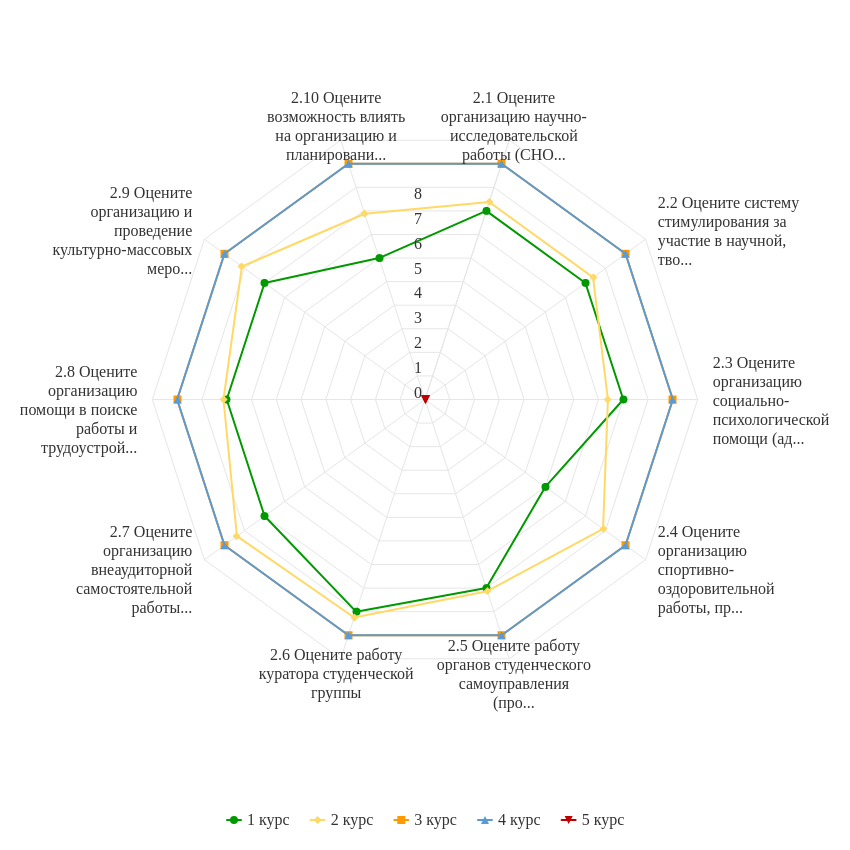 2.10 Оцените
возможность влиять
на организацию и
планировани...
2.1 Оцените
организацию научно-
исследовательской
работы (СНО...
2.9 Оцените
организацию и
проведение
культурно-массовых
меро...
2.2 Оцените систему
стимулирования за
участие в научной,
тво...
8
7
6
5
4
3
2
1
0
2.8 Оцените
организацию
помощи в поиске
работы и
трудоустрой...
2.3 Оцените
организацию
социально-
психологической
помощи (ад...
2.7 Оцените
организацию
внеаудиторной
самостоятельной
работы...
2.4 Оцените
организацию
спортивно-
оздоровительной
работы, пр...
2.6 Оцените работу
куратора студенческой
группы
2.5 Оцените работу
органов студенческого
самоуправления
(про...
1 курс 2 курс 3 курс 4 курс 5 курс